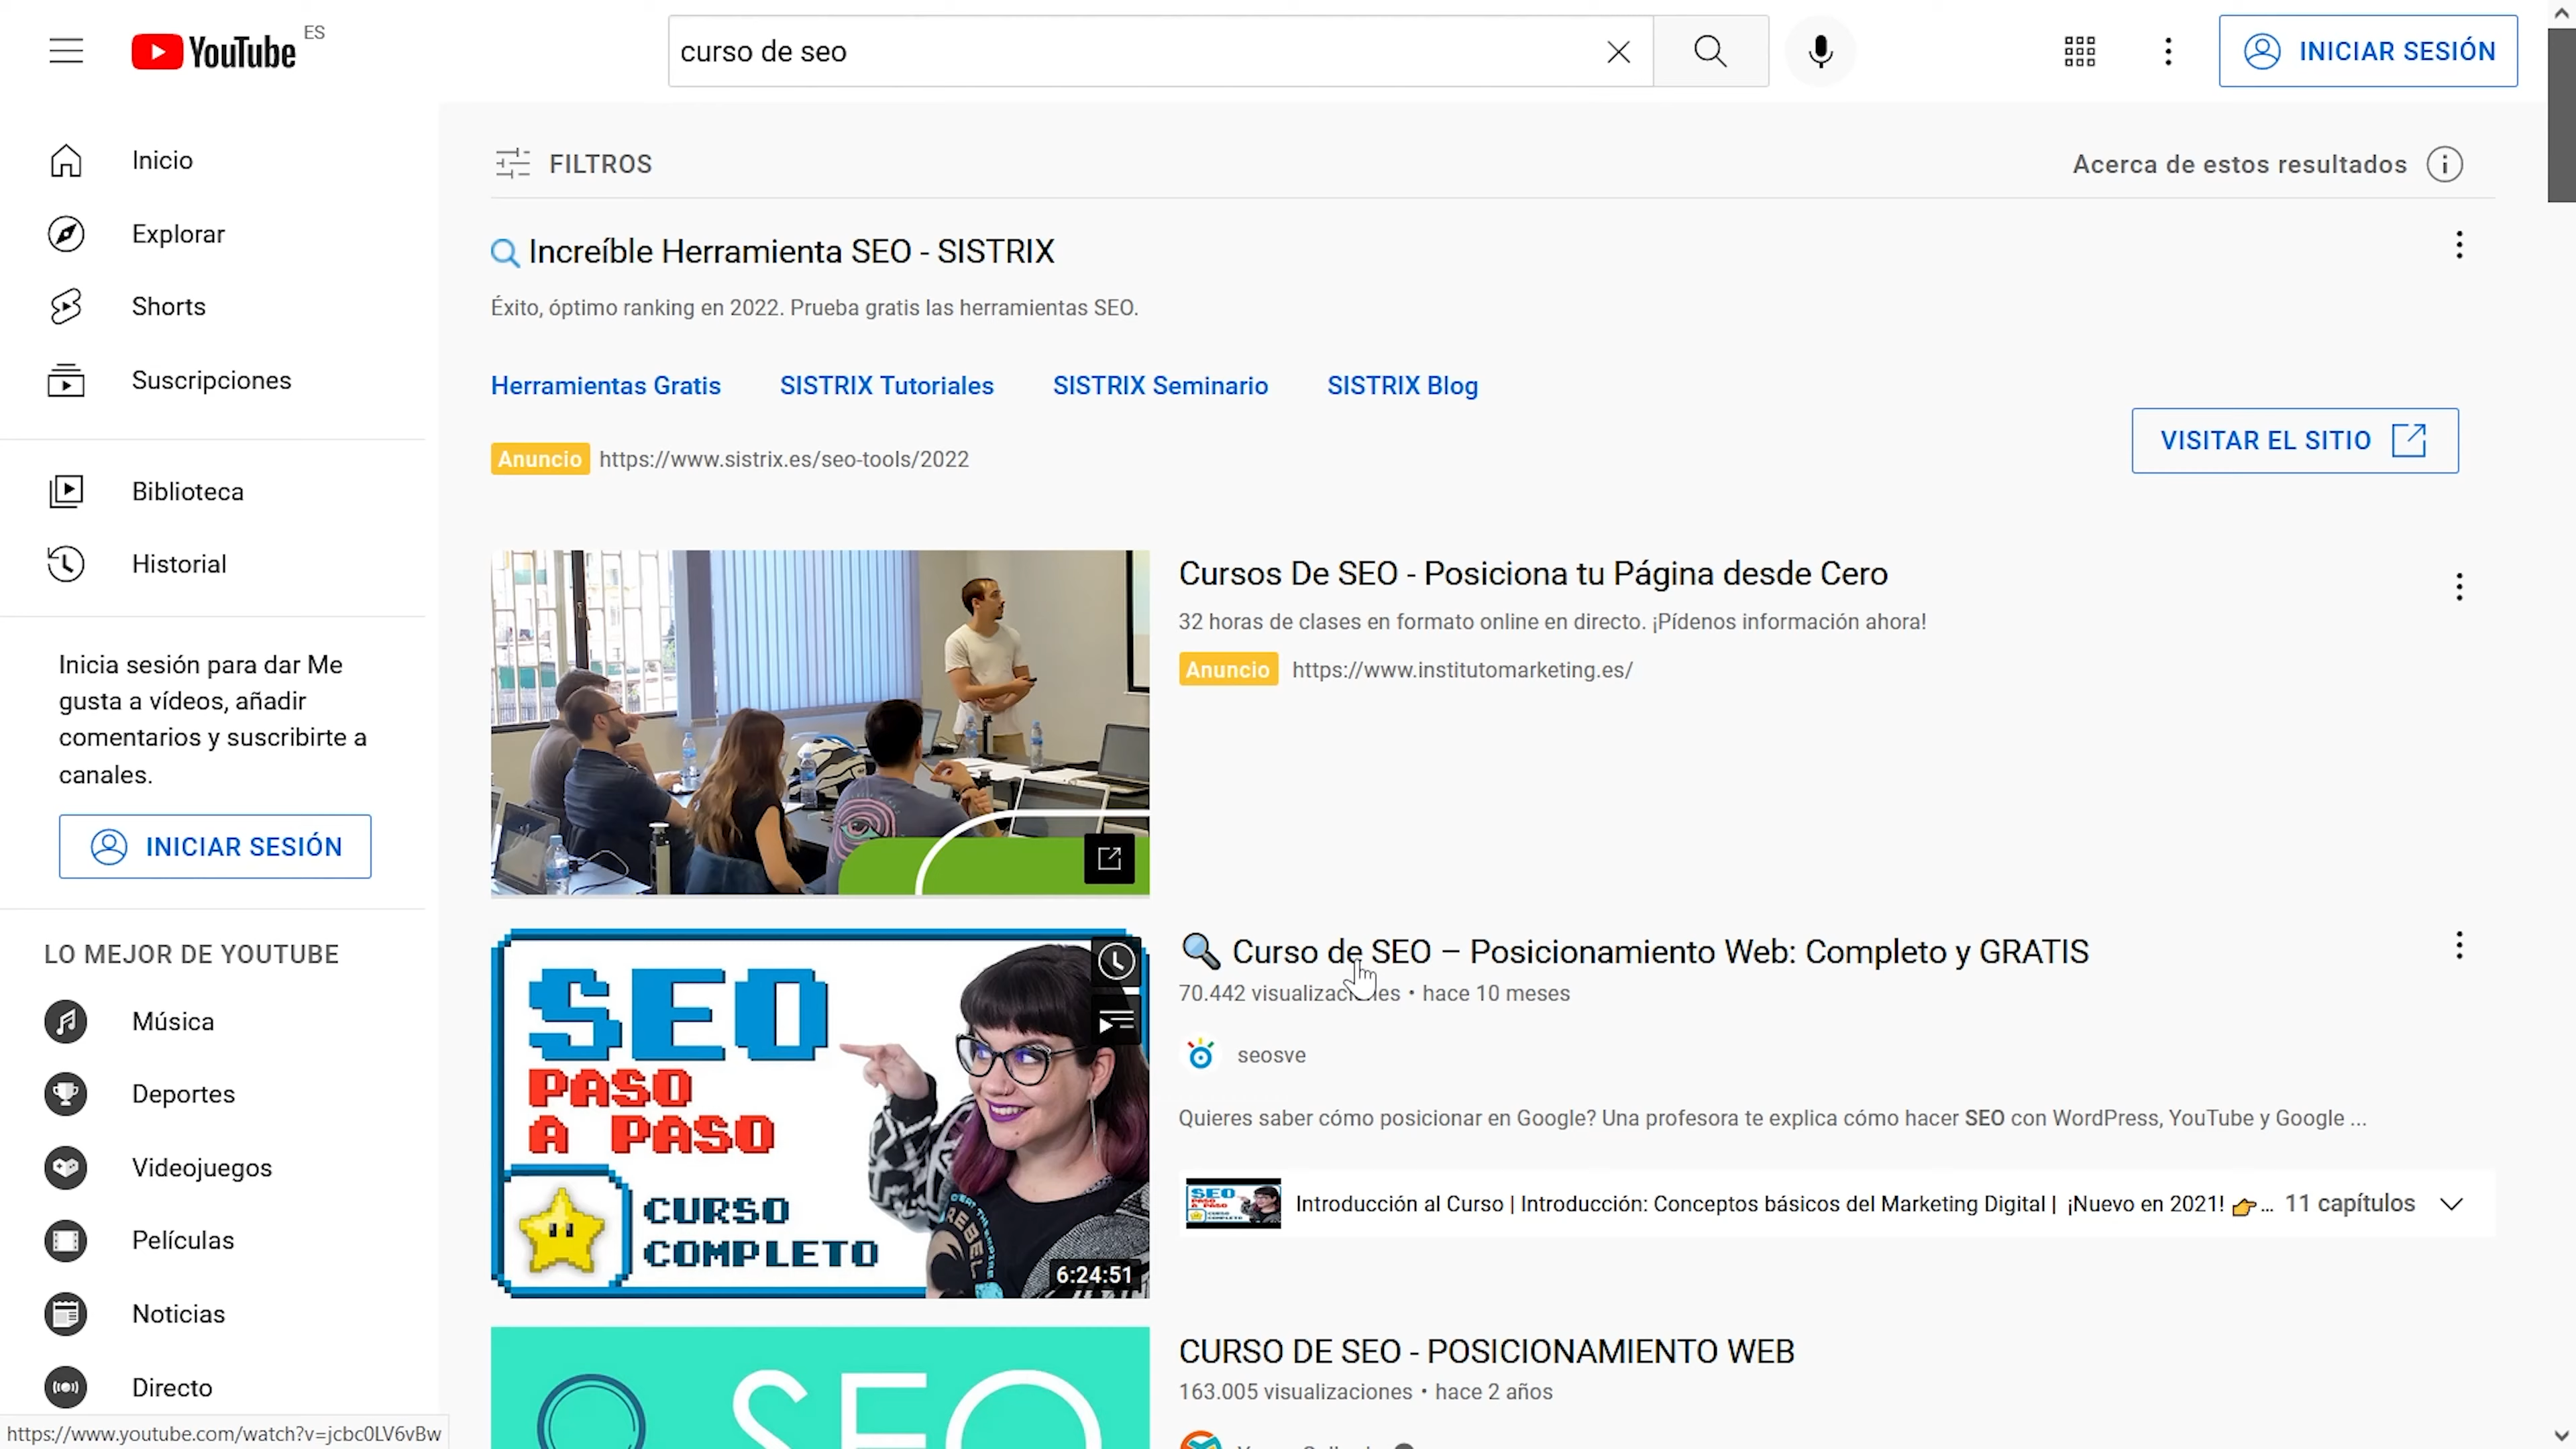 YouTube ES
curso de seo
INICIAR SESIÓN
Inicio
Explorar
Shorts
Suscripciones
Biblioteca
Historial
Inicia sesión para dar Me
gusta a vídeos, añadir
comentarios y suscribirte a
canales.
INICIAR SESIÓN
LO MEJOR DE YOUTUBE
Música
Deportes
Videojuegos
Películas
Noticias
Directo
https://www.youtube.com/watch?v=jcbc0LV6vBw
FILTROS
Acerca de estos resultados
Increíble Herramienta SEO - SISTRIX
Éxito, óptimo ranking en 2022. Prueba gratis las herramientas SEO.
Herramientas Gratis SISTRIX Tutoriales SISTRIX Seminario SISTRIX Blog
Anuncio https://www.sistrix.es/seo-tools/2022
VISITAR EL SITIO
Cursos De SEO - Posiciona tu Página desde Cero
32 horas de clases en formato online en directo. ¡Pídenos información ahora!
Anuncio https://www.institutomarketing.es/
SEO
PASO
A PASO
CURSO
COMPLETO
REBEL
6:24:51
Curso de SEO – Posicionamiento Web: Completo y GRATIS
70.442 visualizaciones • hace 10 meses
seosve
Quieres saber cómo posicionar en Google? Una profesora te explica cómo hacer SEO con WordPress, YouTube y Google ...
SEO
PASO
A PASO
CURSO
COMPLETO
Introducción al Curso | Introducción: Conceptos básicos del Marketing Digital | ¡Nuevo en 2021! 👉... 11 capítulos
SEO
CURSO DE SEO - POSICIONAMIENTO WEB
163.005 visualizaciones • hace 2 años